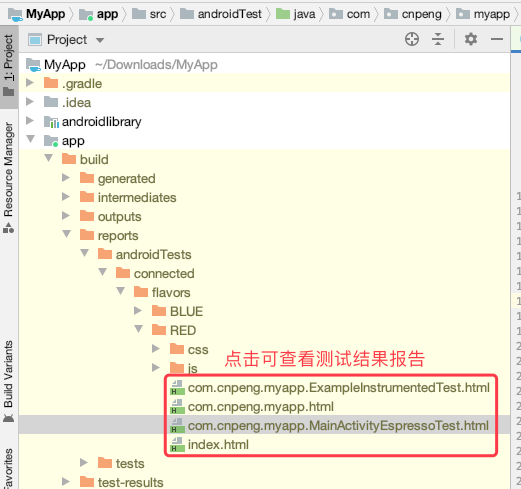 MyApp app src androidTest java com cnpeng myapp
1: Project
Resource Manager
Build Variants
Favorites
Project
MyApp ~/Downloads/MyApp
.gradle
.idea
androidlibrary
app
build
generated
intermediates
outputs
reports
androidTests
connected
flavors
BLUE
RED
css
点击可查看测试结果报告
js
com.cnpeng.myapp.ExampleInstrumentedTest.html
com.cnpeng.myapp.html
com.cnpeng.myapp.MainActivityEspressoTest.html
index.html
tests
test-results